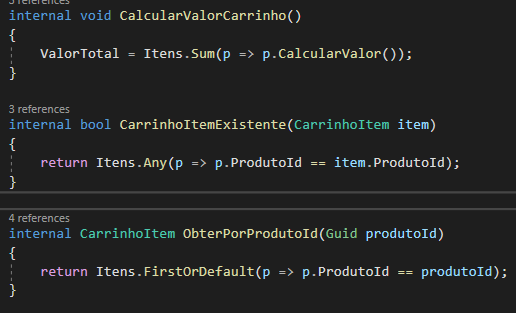 internal void CalcularValorCarrinho()
{
ValorTotal = Itens.Sum(p => p.CalcularValor());
}
3 references
internal bool CarrinhoItemExistente(CarrinhoItem item)
{
return Itens.Any(p => p.ProdutoId == item.ProdutoId);
}
4 references
internal CarrinhoItem ObterPorProdutoId(Guid produtoId)
{
return Itens.FirstOrDefault(p => p.ProdutoId == produtoId);
}